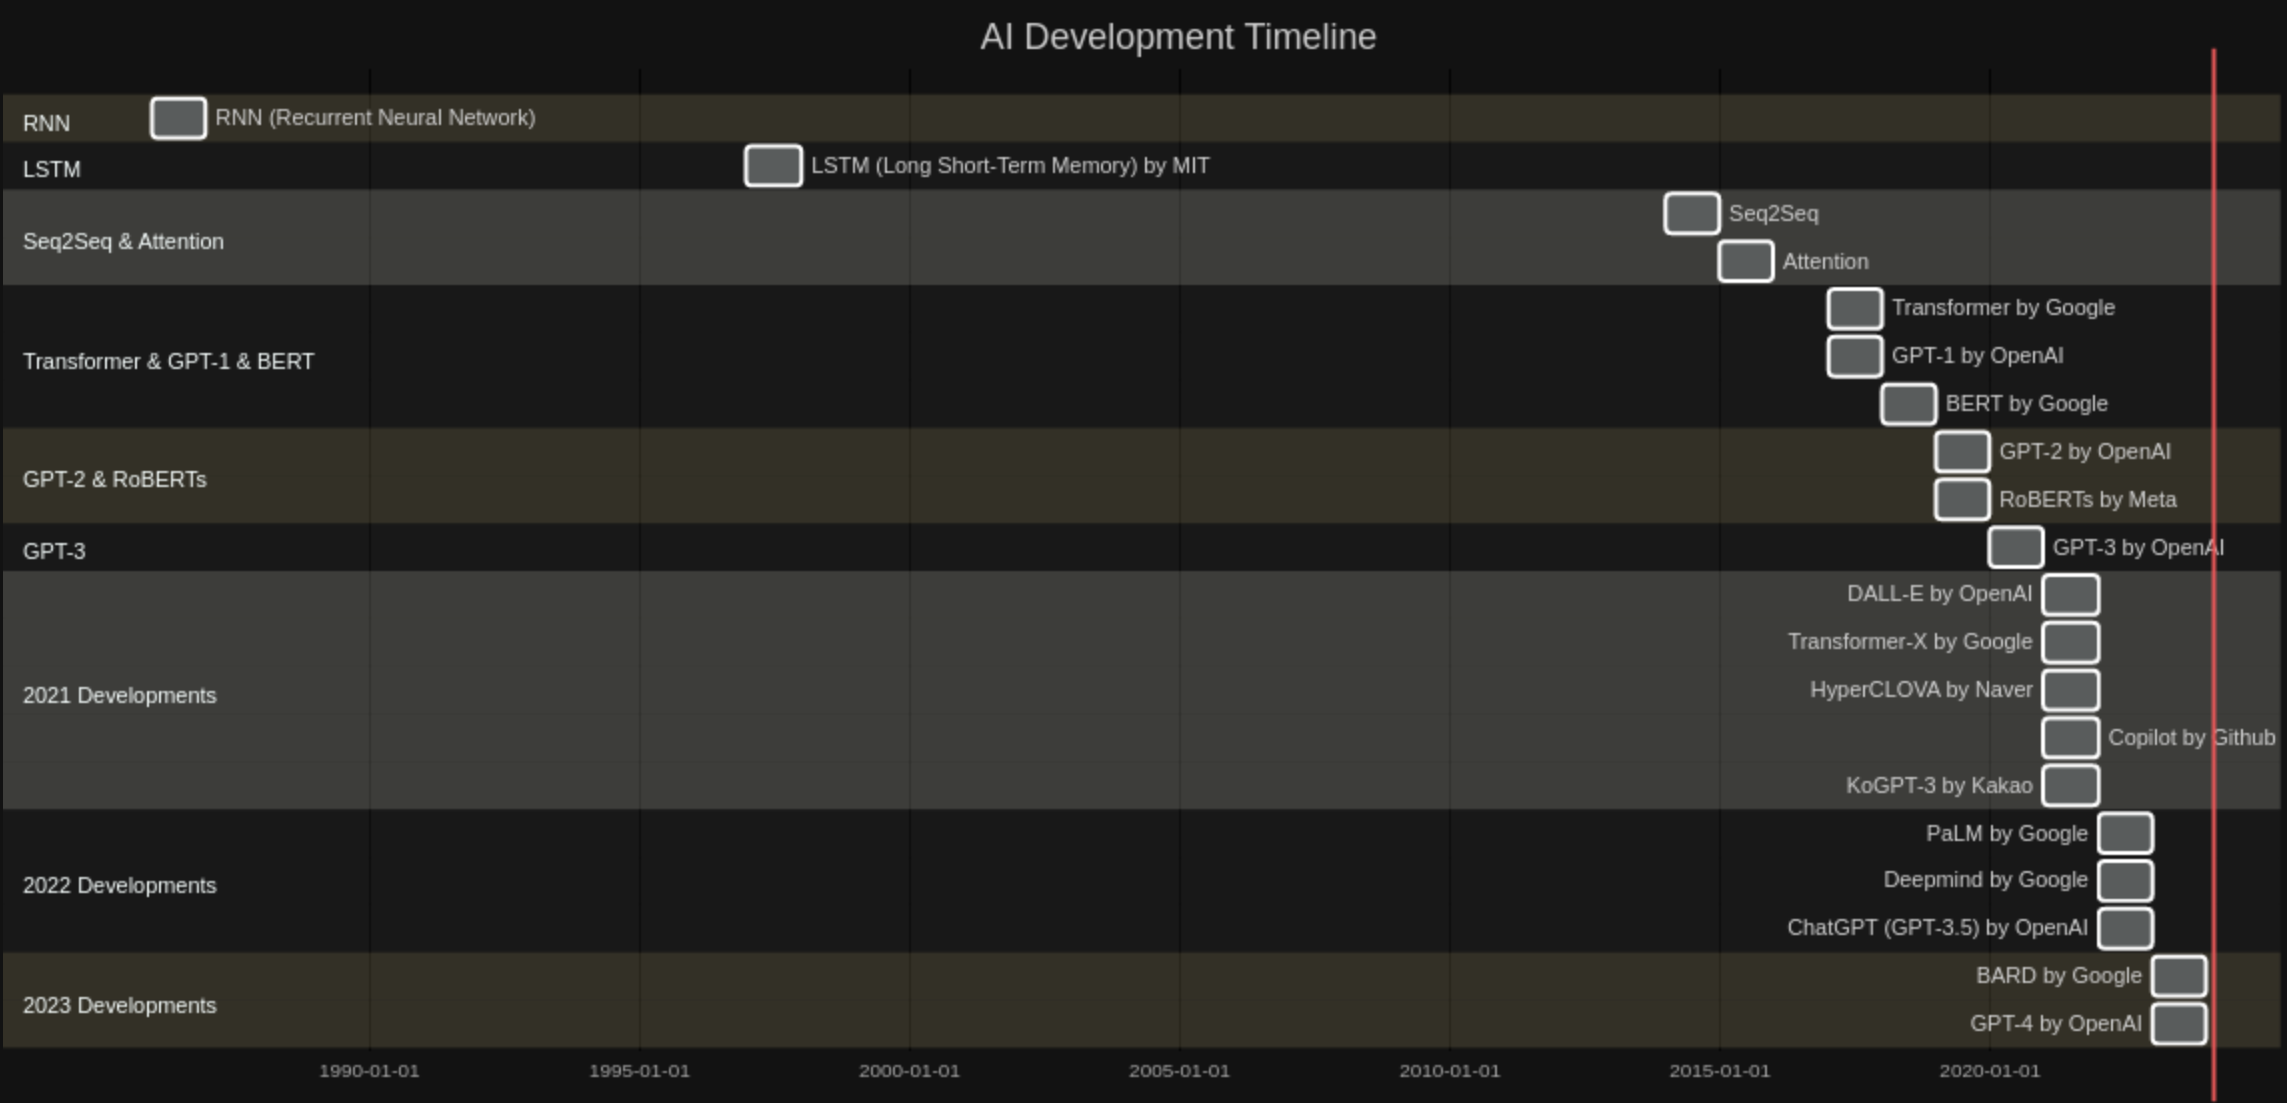 AI Development Timeline
RNN
RNN (Recurrent Neural Network)
LSTM
LSTM (Long Short-Term Memory) by MIT
Seq2Seq & Attention
Seq2Seq
Attention
Transformer & GPT-1 & BERT
Transformer by Google
GPT-1 by OpenAI
BERT by Google
GPT-2 & RoBERTs
GPT-2 by OpenAI
RoBERTs by Meta
GPT-3
GPT-3 by OpenAI
2021 Developments
DALL-E by OpenAI
Transformer-X by Google
HyperCLOVA by Naver
Copilot by Github
KoGPT-3 by Kakao
2022 Developments
PaLM by Google
Deepmind by Google
ChatGPT (GPT-3.5) by OpenAI
2023 Developments
BARD by Google
GPT-4 by OpenAI
1990-01-01
1995-01-01
2000-01-01
2005-01-01
2010-01-01
2015-01-01
2020-01-01